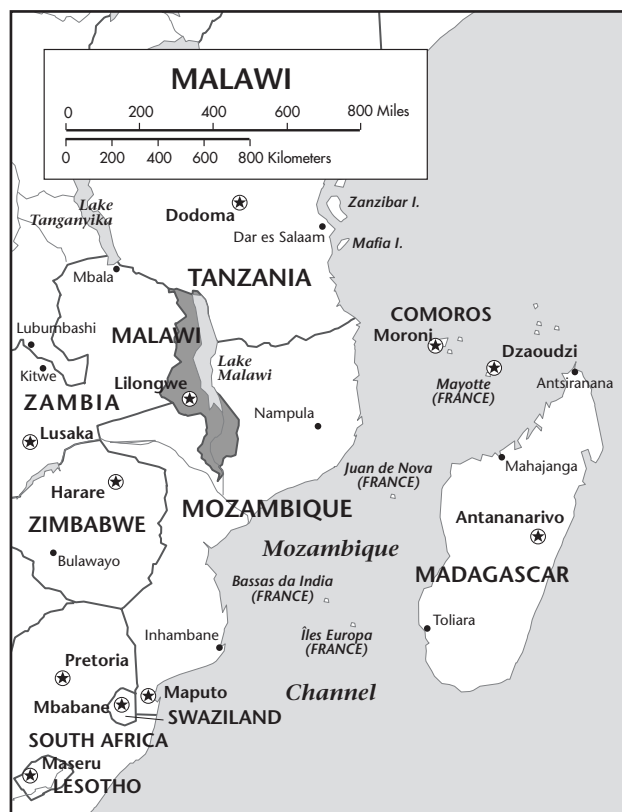 MALAWI
0 200 400 600 800 Miles
0 200 400 600 800 Kilometers
Lake
Tanganyika
Dodoma
Zanzibar I.
Dar es Salaam
Mafia I.
Mbala
TANZANIA
COMOROS
Moroni
Lubumbashi
MALAWI
Dzaoudzi
Kitwe
Lake
Malawi
Mayotte
(FRANCE)
Antsiranana
Lilongwe
ZAMBIA
Nampula
Lusaka
Juan de Nova
(FRANCE)
Mahajanga
Harare
MOZAMBIQUE
Antananarivo
ZIMBABWE
Mozambique
Bulawayo
MADAGASCAR
Bassas da India
(FRANCE)
Toliara
Inhambane
Îles Europa
(FRANCE)
Pretoria
Channel
Maputo
Mbabane
SWAZILAND
SOUTH AFRICA
Maseru
LESOTHO